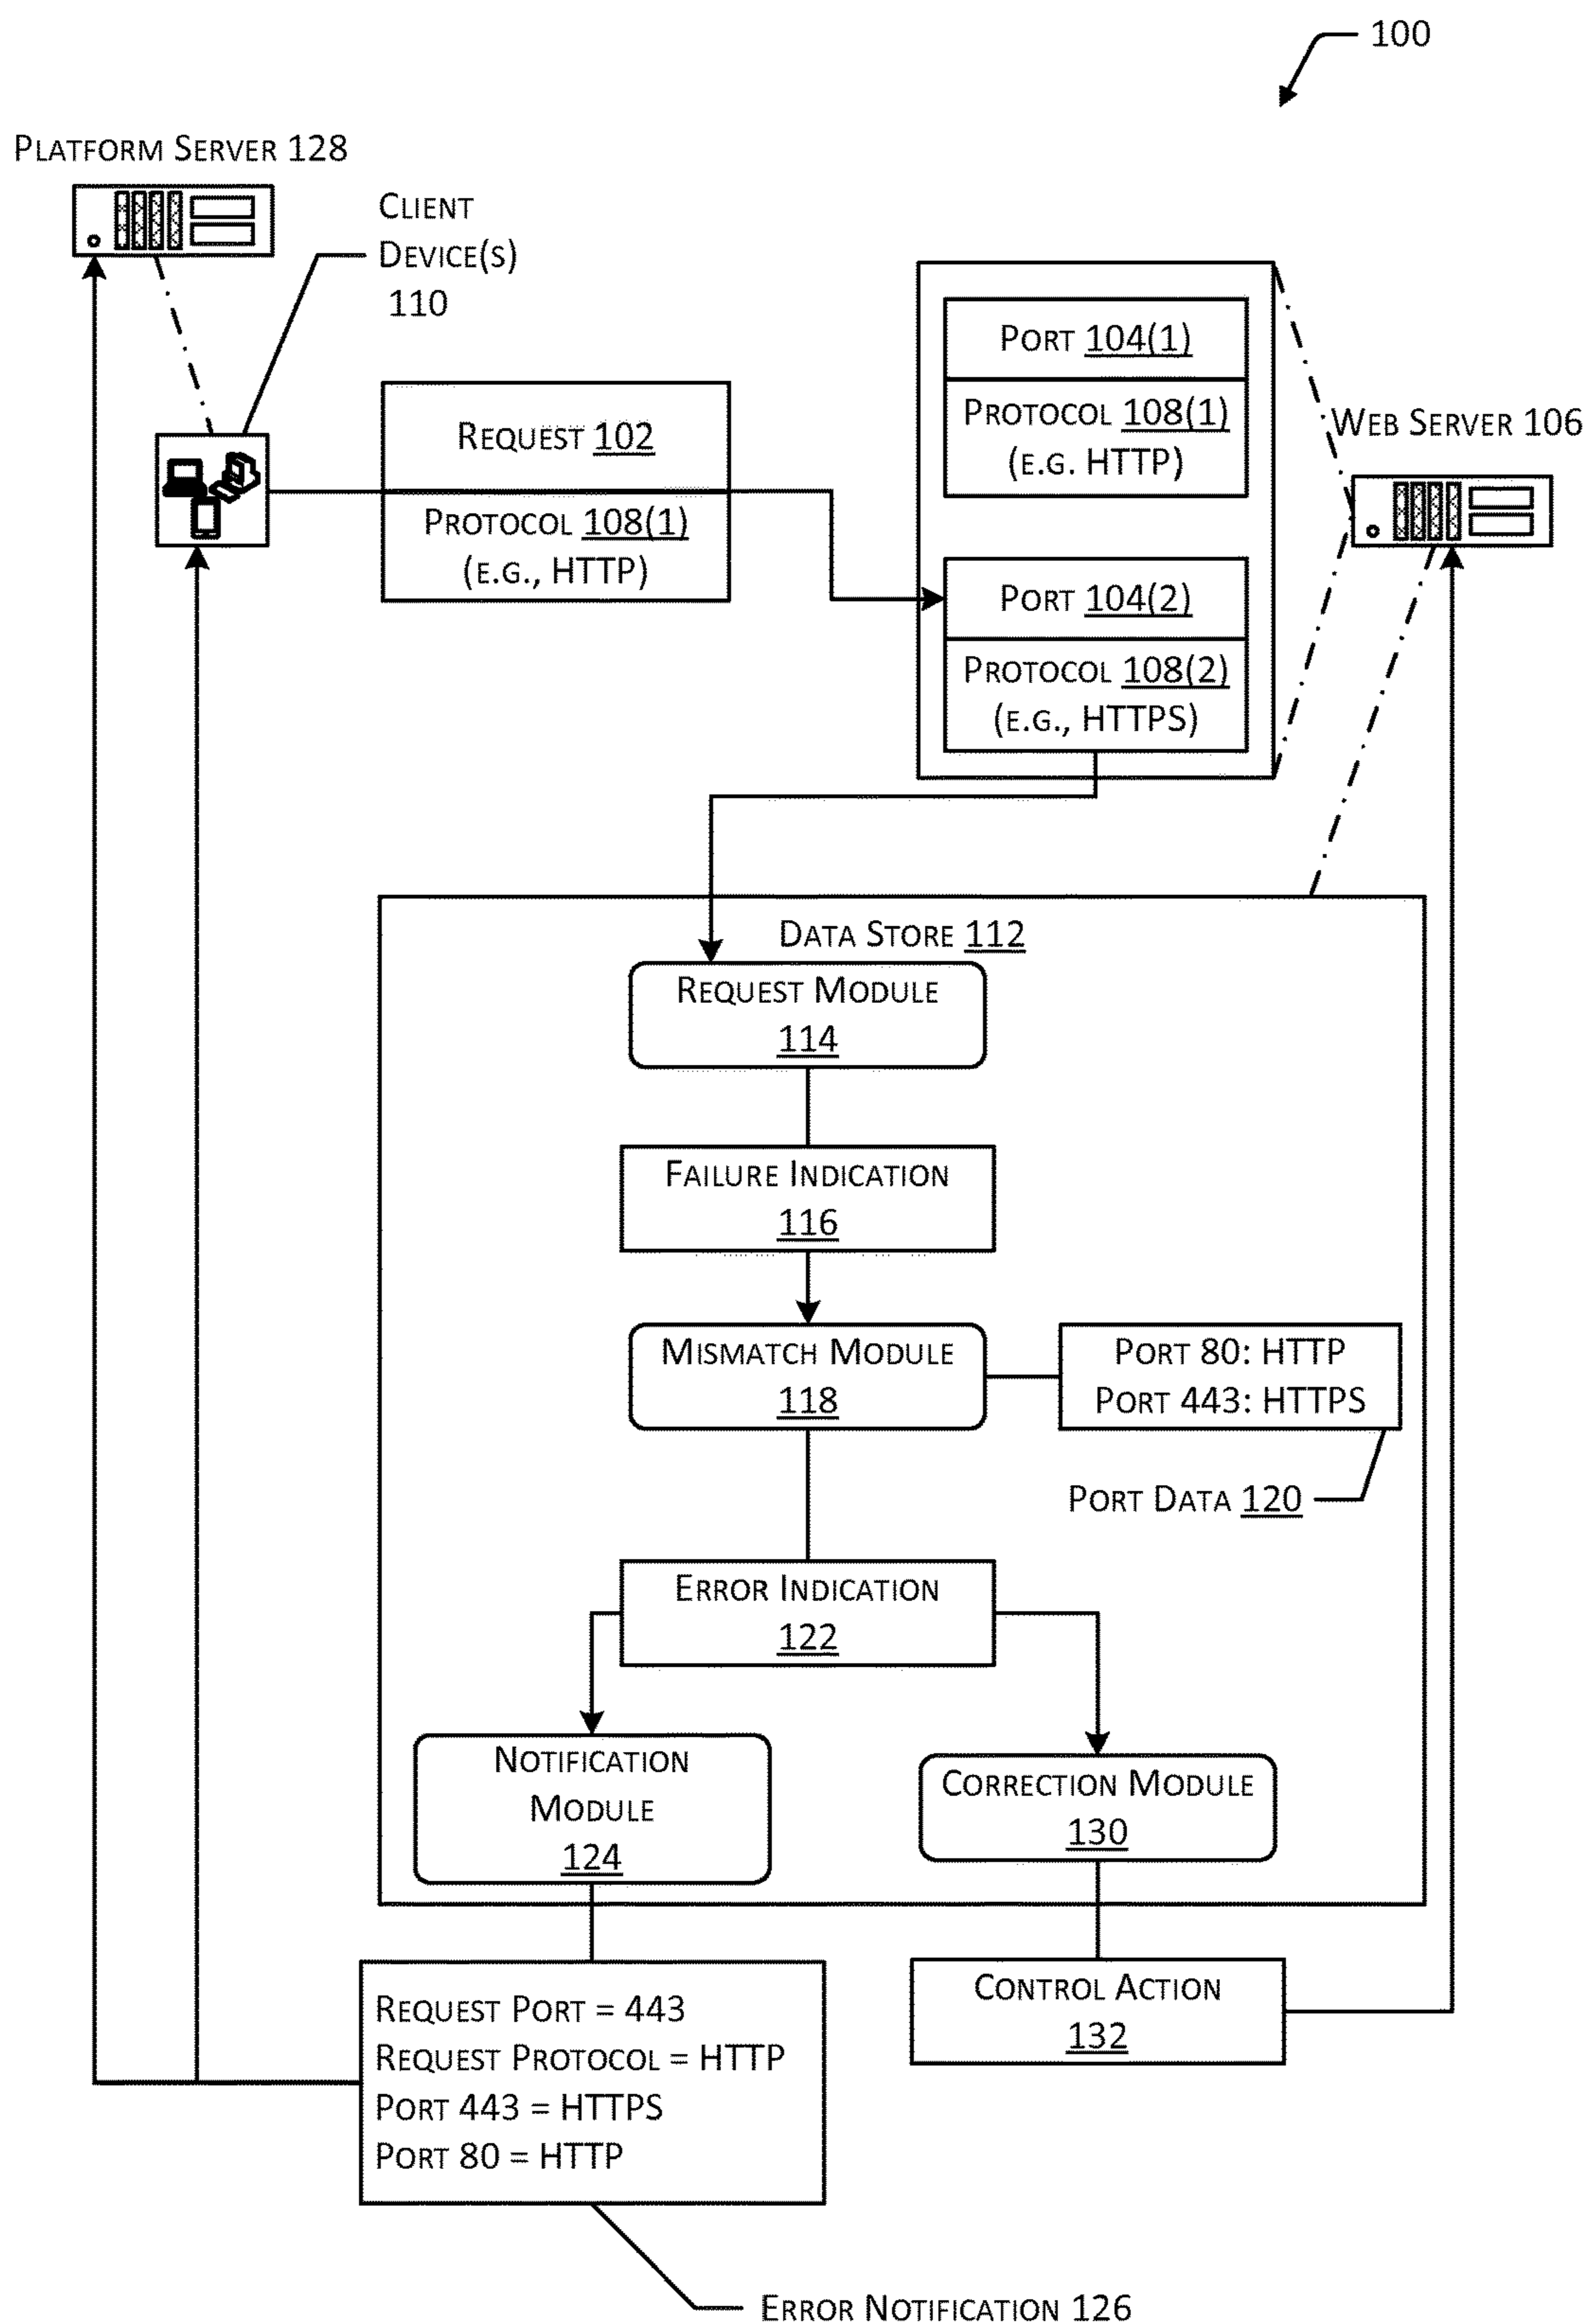 100
Platform Server 128
Client
Device(s)
110
Request 102
Protocol 108(1)
(e.g., HTTP)
Port 104(1)
Protocol 108(1)
(e.g. HTTP)
Web Server 106
Port 104(2)
Protocol 108(2)
(e.g., HTTPS)
Data Store 112
Request Module
114
Failure Indication
116
Mismatch Module
118
Port 80: HTTP
Port 443: HTTPS
Port Data 120
Error Indication
122
Notification
Module
124
Correction Module
130
Request Port = 443
Request Protocol = HTTP
Port 443 = HTTPS
Port 80 = HTTP
Control Action
132
Error Notification 126